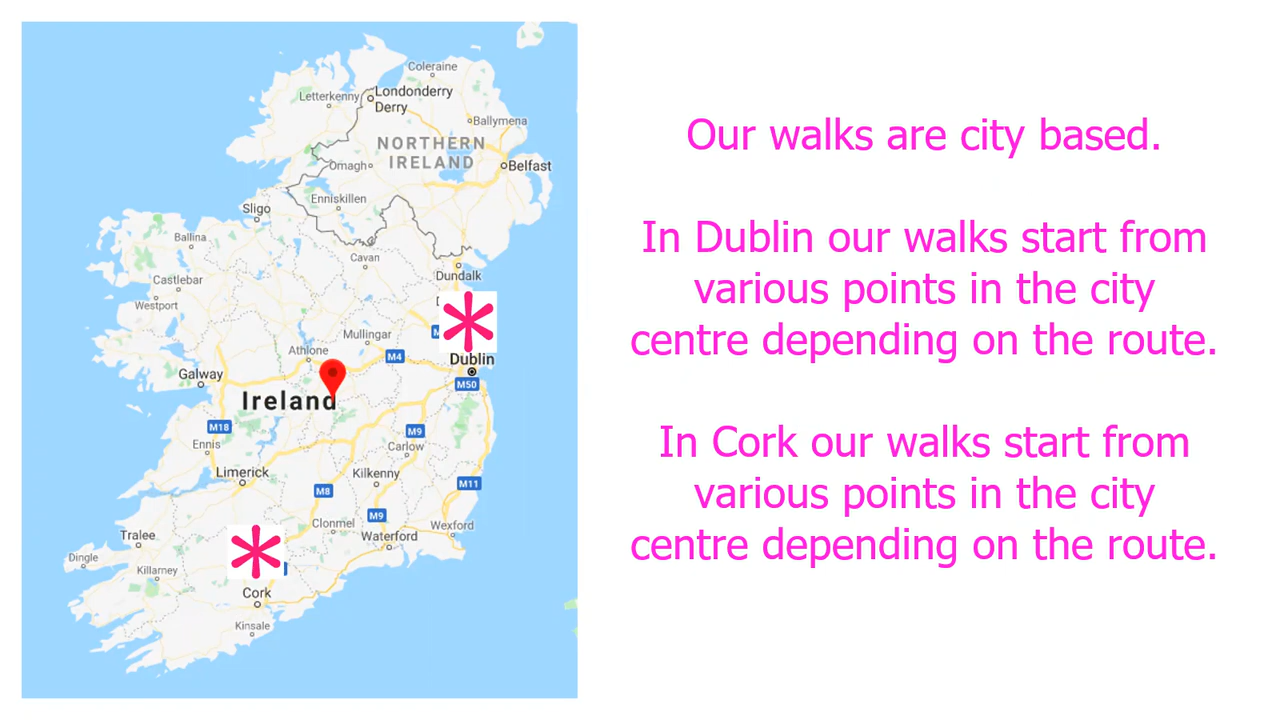 Coleraine
Letterkenny
Londonderry
Derry
Ballymena
NORTHERN
IRELAND
Omagh
Belfast
Enniskillen
Sligo
Ballina
Cavan
Dundalk
Castlebar
Westport
Mullingar
Athlone
M4
Dublin
Galway
M50
Ireland
M18
M9
Ennis
Carlow
Limerick
Kilkenny
M8
M11
M9
Clonmel
Wexford
Tralee
Waterford
Dingle
Killarney
Cork
Kinsale
Our walks are city based.
In Dublin our walks start from
various points in the city
centre depending on the route.
In Cork our walks start from
various points in the city
centre depending on the route.